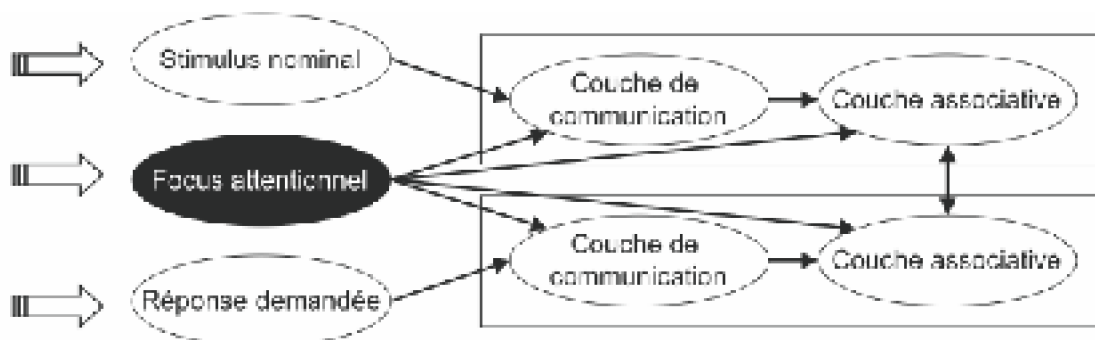 Stimulus nominal
Couche de
communication
Couche associative
Focus attentionnel
Couche de
communication
Couche associative
Réponse demandée